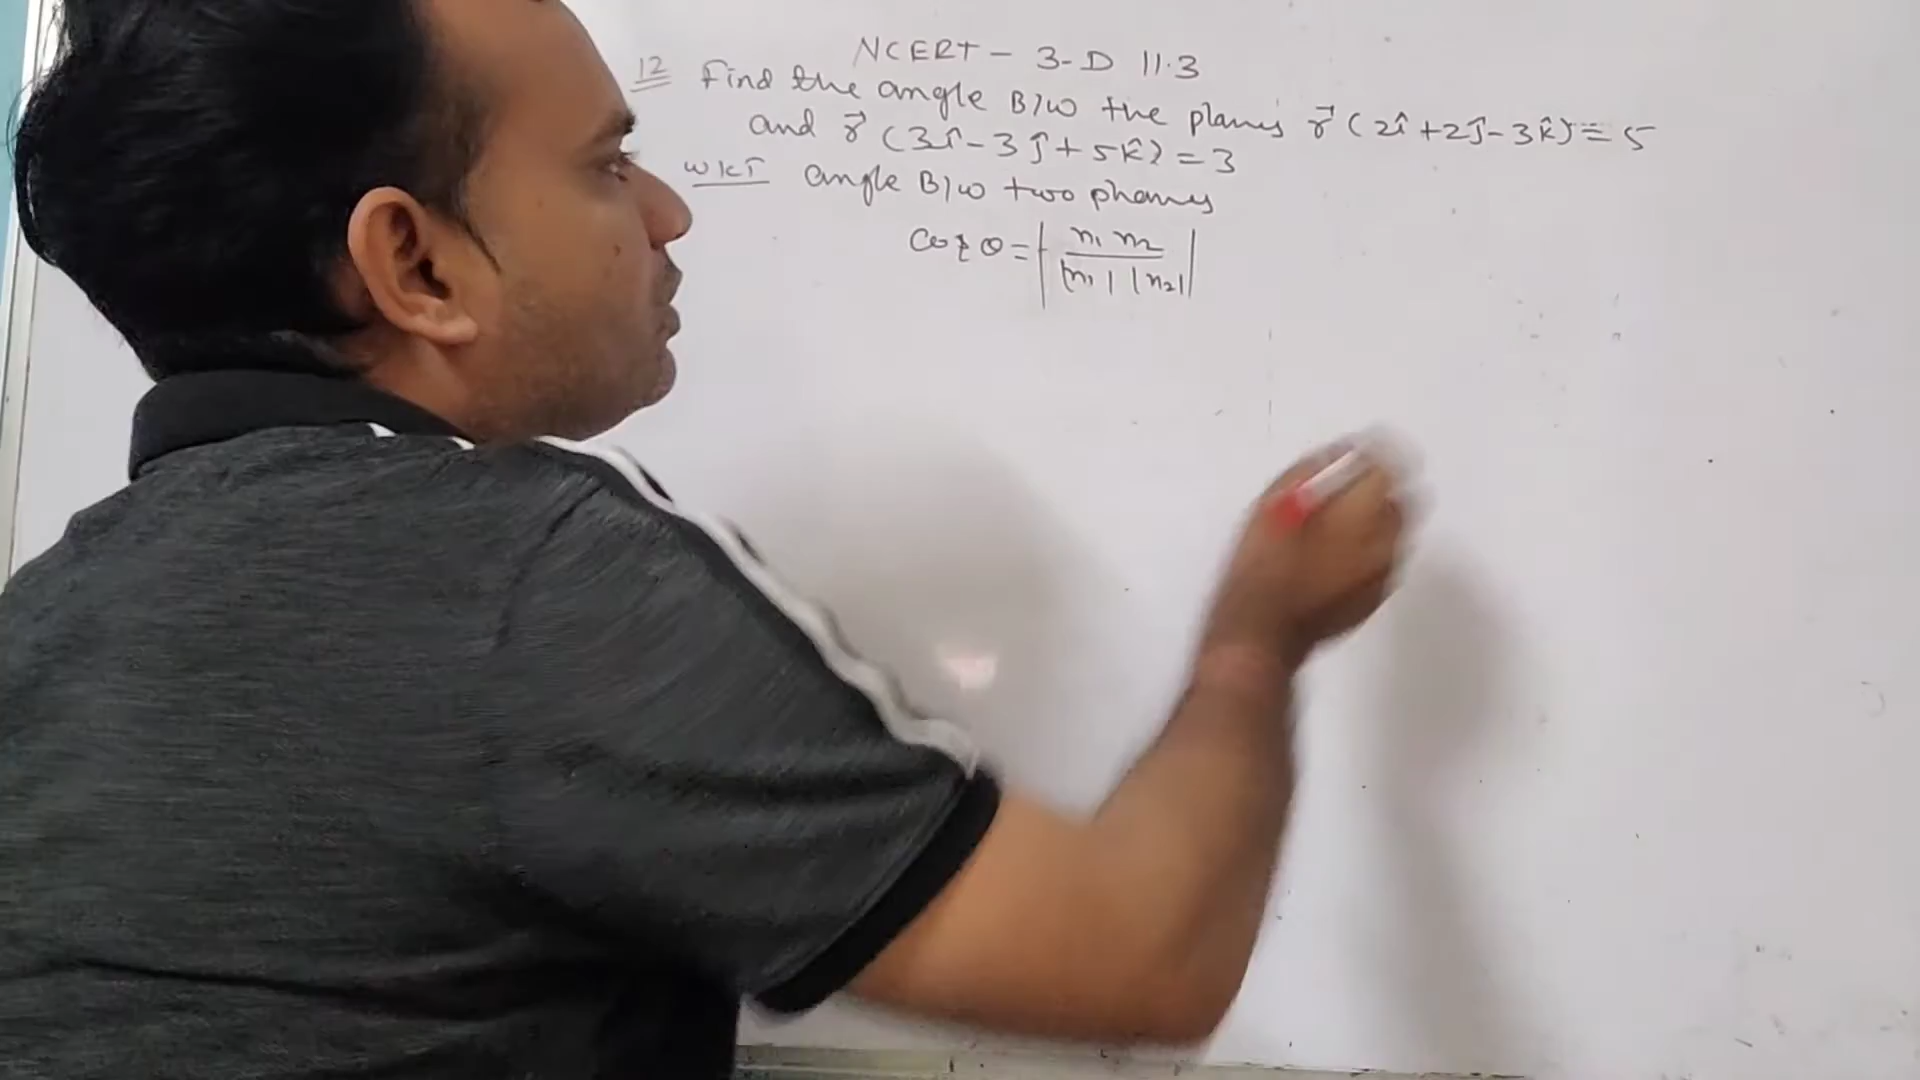 NCERT - 3-D 11.3
12 Find the angle B/w the planes r⃗ (2î + 2ĵ - 3k̂) = 5
and r⃗ (3î - 3ĵ + 5k̂) = 3
WKT angle B/w two planes
Cos θ = | n₁ n₂ / |n₁| |n₂| |